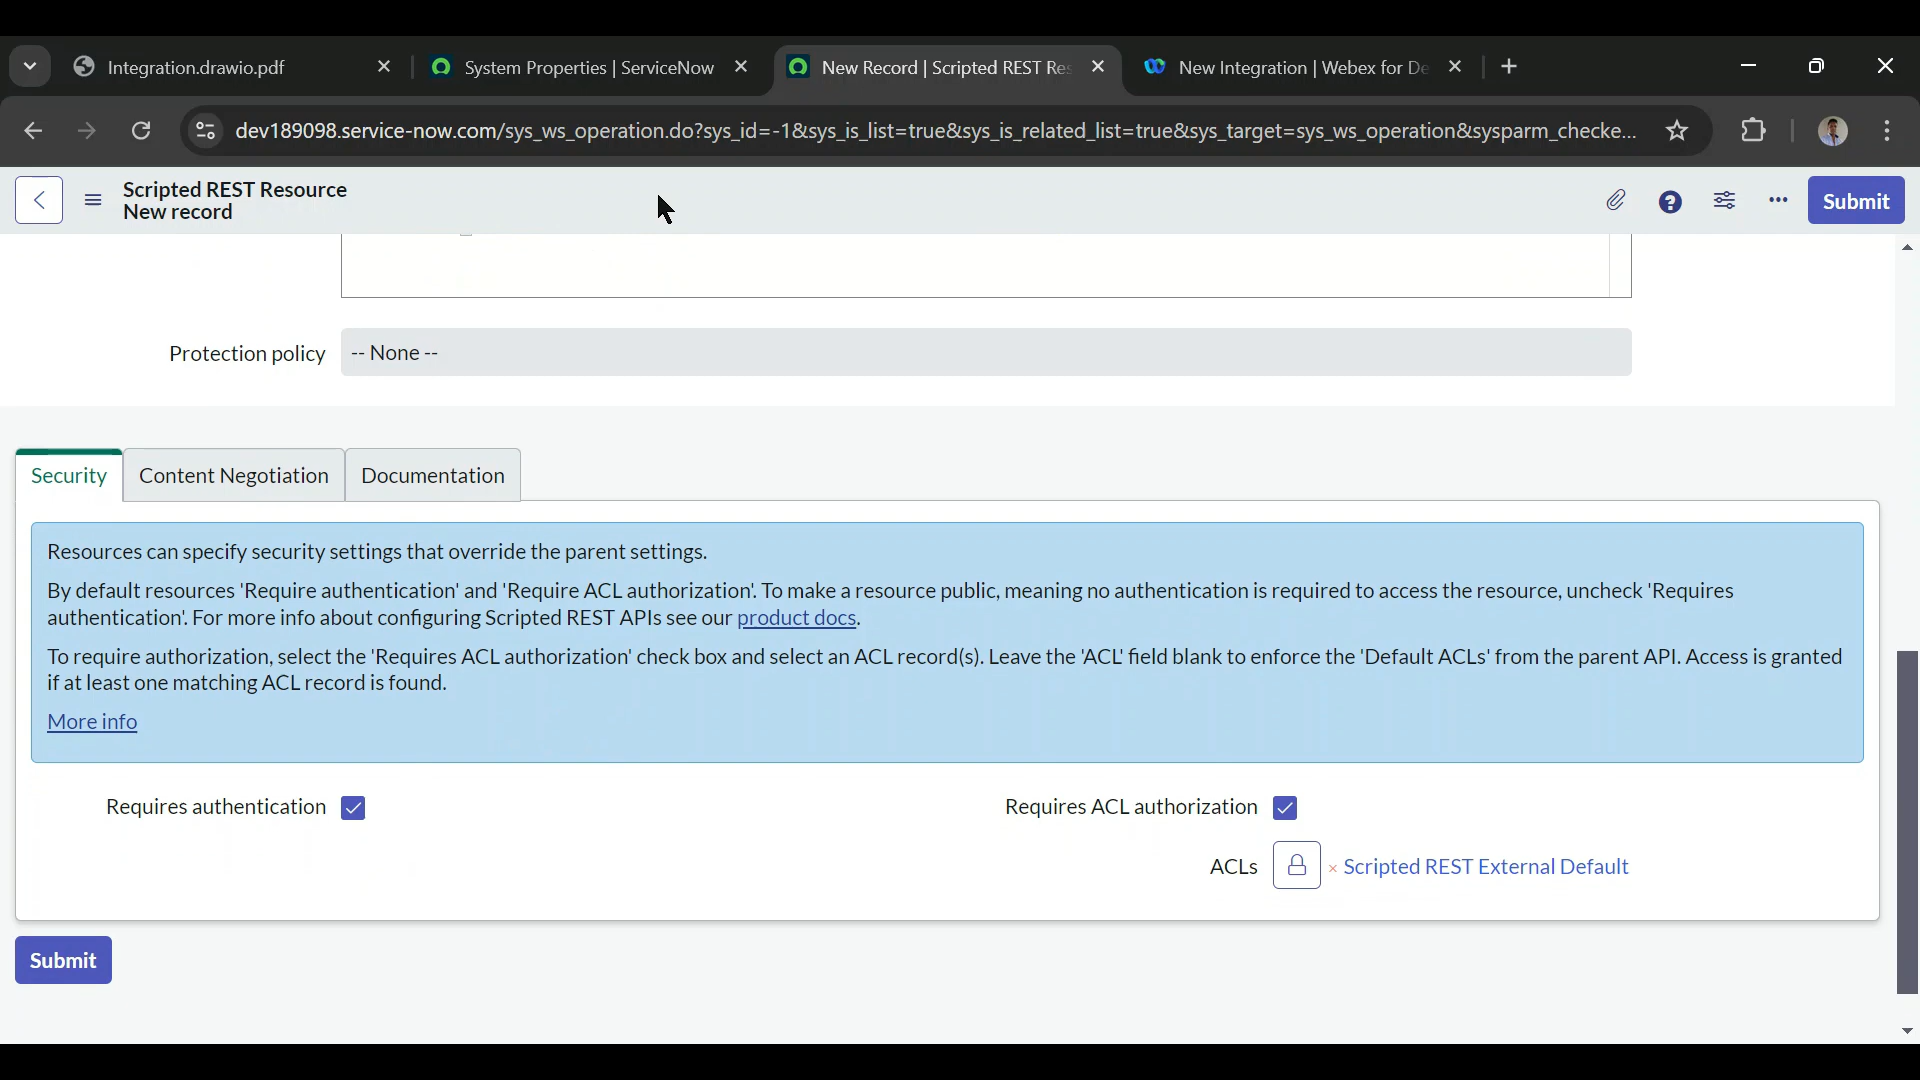 Integration.drawio.pdf
System Properties | ServiceNow
New Record | Scripted REST Re
New Integration | Webex for De
dev189098.service-now.com/sys_ws_operation.do?sys_id=-1&sys_is_list=true&sys_is_related_list=true&sys_target=sys_ws_operation&sysparm_checke...
Scripted REST Resource
New record
Submit
Protection policy
-- None --
Security
Content Negotiation
Documentation
Resources can specify security settings that override the parent settings.
By default resources 'Require authentication' and 'Require ACL authorization'. To make a resource public, meaning no authentication is required to access the resource, uncheck 'Requires
authentication'. For more info about configuring Scripted REST APIs see our product docs.
To require authorization, select the 'Requires ACL authorization' check box and select an ACL record(s). Leave the 'ACL' field blank to enforce the 'Default ACLs' from the parent API. Access is granted
if at least one matching ACL record is found.
More info
Requires authentication
Requires ACL authorization
ACLs
× Scripted REST External Default
Submit